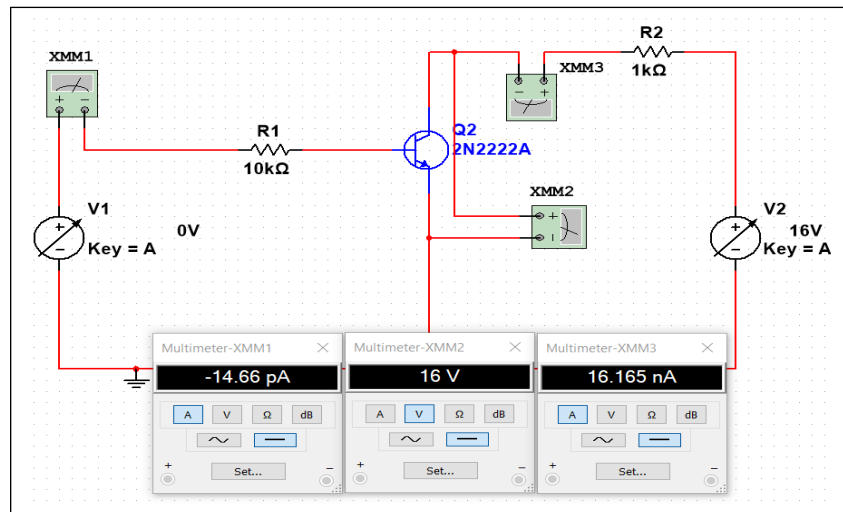 XMM1
+ −
R1
10kΩ
Q2
2N2222A
− +
XMM3
R2
1kΩ
XMM2
+
−
V1
+
−
0V
Key = A
V2
+
−
16V
Key = A
Multimeter-XMM1 ×
-14.66 pA
A V Ω dB
+ −
Set...
Multimeter-XMM2 ×
16 V
A V Ω dB
+ −
Set...
Multimeter-XMM3 ×
16.165 nA
A V Ω dB
+ −
Set...